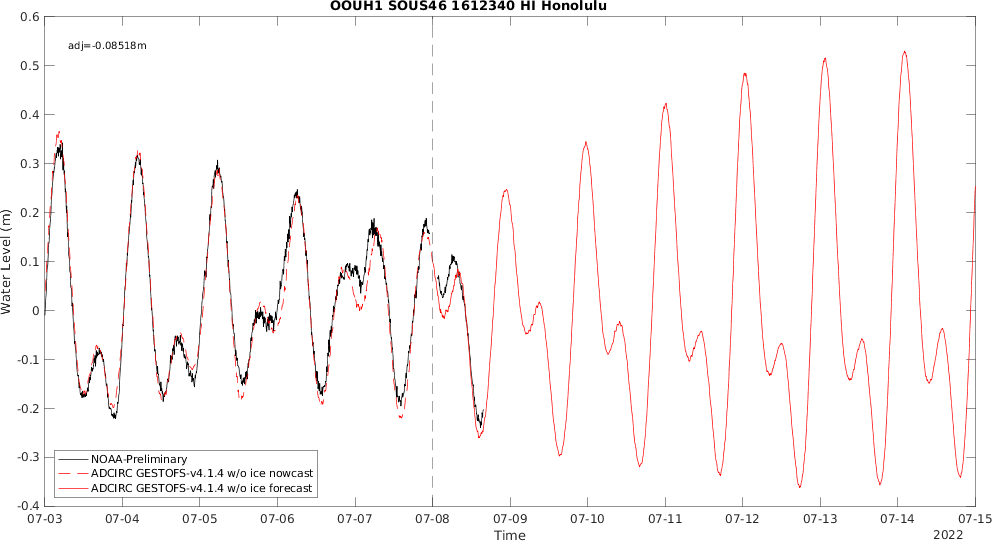 OOUH1 SOUS46 1612340 HI Honolulu
adj=-0.08518m
Water Level (m)
0.6
0.5
0.4
0.3
0.2
0.1
0
-0.1
-0.2
-0.3
-0.4
NOAA-Preliminary
ADCIRC GESTOFS-v4.1.4 w/o ice nowcast
ADCIRC GESTOFS-v4.1.4 w/o ice forecast
07-03 07-04 07-05 07-06 07-07 07-08 07-09 07-10 07-11 07-12 07-13 07-14 07-15
Time
2022